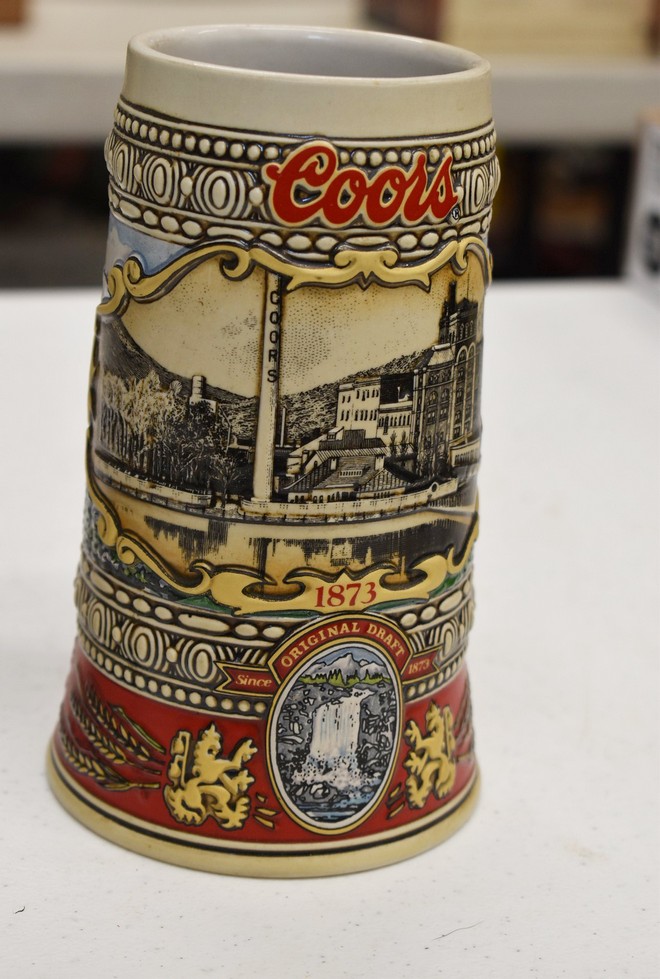 Coors
COORS
1873
ORIGINAL DRAFT
Since 1873